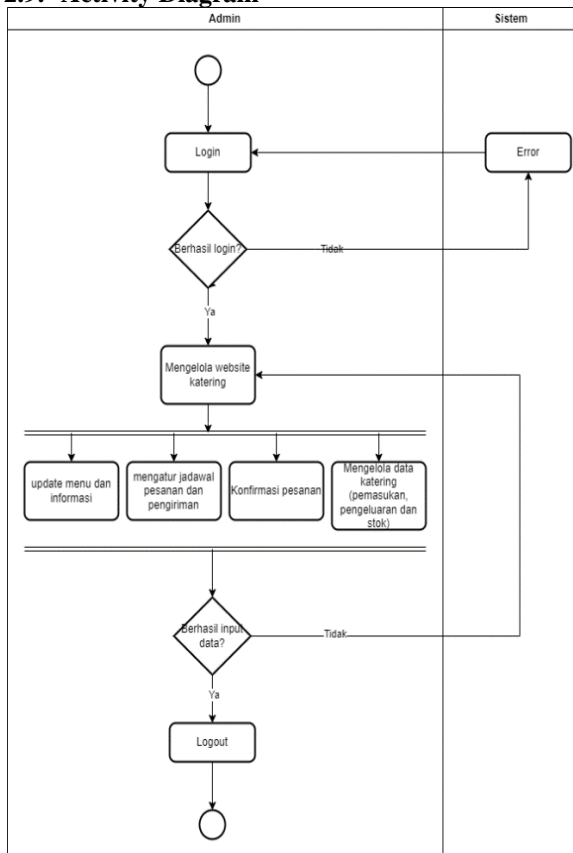 2.9. Activity Diagram
Admin
Sistem
Login
Error
Berhasil login?
Tidak
Ya
Mengelola website
katering
update menu dan
informasi
mengatur jadawal
pesanan dan
pengiriman
Konfirmasi pesanan
Mengelola data
katering
(pemasukan,
pengeluaran dan
stok)
Berhasil input
data?
Tidak
Ya
Logout